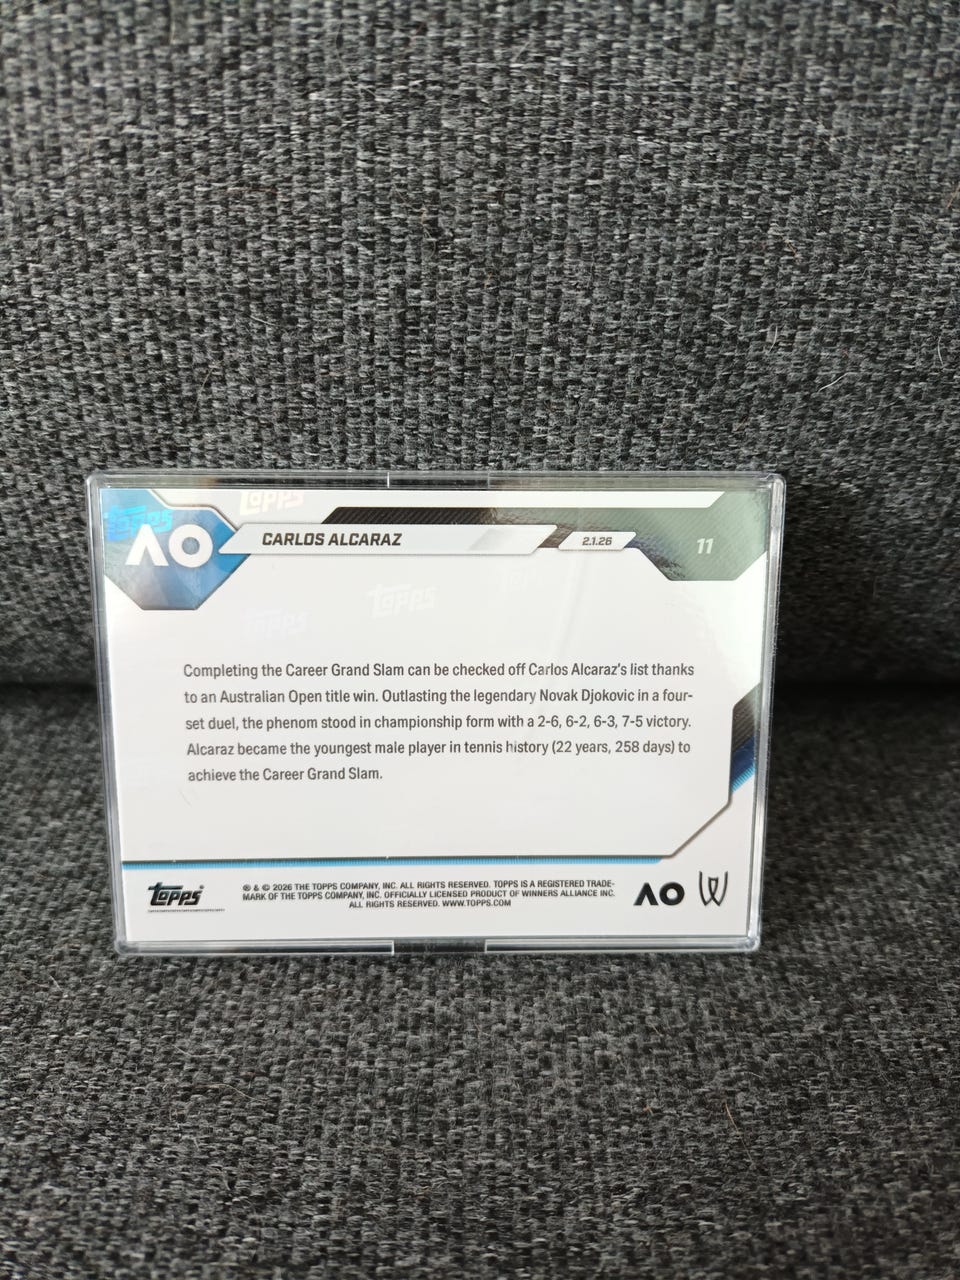 Topps
Topps
AO
CARLOS ALCARAZ
2.1.26
11
Topps
Topps
Topps
Completing the Career Grand Slam can be checked off Carlos Alcaraz's list thanks
to an Australian Open title win. Outlasting the legendary Novak Djokovic in a four-
set duel, the phenom stood in championship form with a 2-6, 6-2, 6-3, 7-5 victory.
Alcaraz became the youngest male player in tennis history (22 years, 258 days) to
achieve the Career Grand Slam.
Topps
® & © 2026 THE TOPPS COMPANY, INC. ALL RIGHTS RESERVED. TOPPS IS A REGISTERED TRADE-
MARK OF THE TOPPS COMPANY, INC. OFFICIALLY LICENSED PRODUCT OF WINNERS ALLIANCE INC.
ALL RIGHTS RESERVED. WWW.TOPPS.COM
AO W